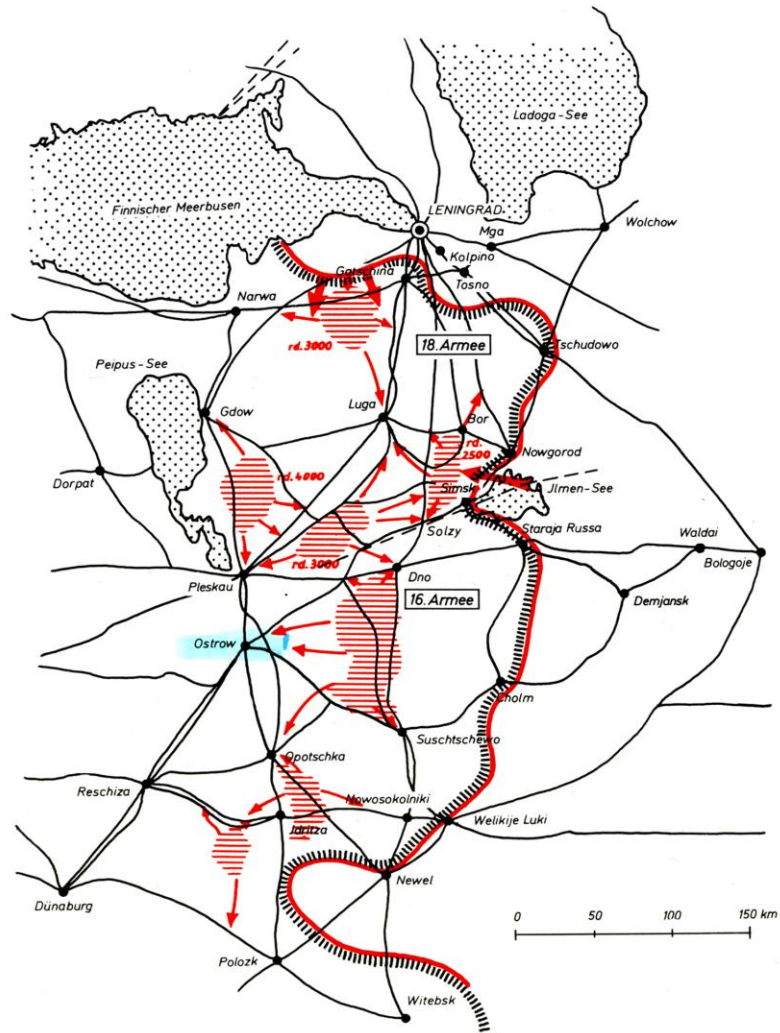 Ladoga-See
Finnischer Meerbusen
LENINGRAD
Wolchow
Mga
Kolpino
Gatschina
Tosno
Narwa
rd.3000
18.Armee
Tschudowo
Peipus-See
Gdow
Luga
Bor
rd.
2500
Nowgorod
Dorpat
rd.4000
Simsk
Jlmen-See
Solzy
Staraja Russa
Waldai
Bologoje
rd.3000
Pleskau
Dno
16.Armee
Demjansk
Ostrow
Cholm
Suschtschewo
Opotschka
Reschiza
Nowosokolniki
Jdritza
Welikije Luki
Newel
Dünaburg
0 50 100 150 km
Polozk
Witebsk